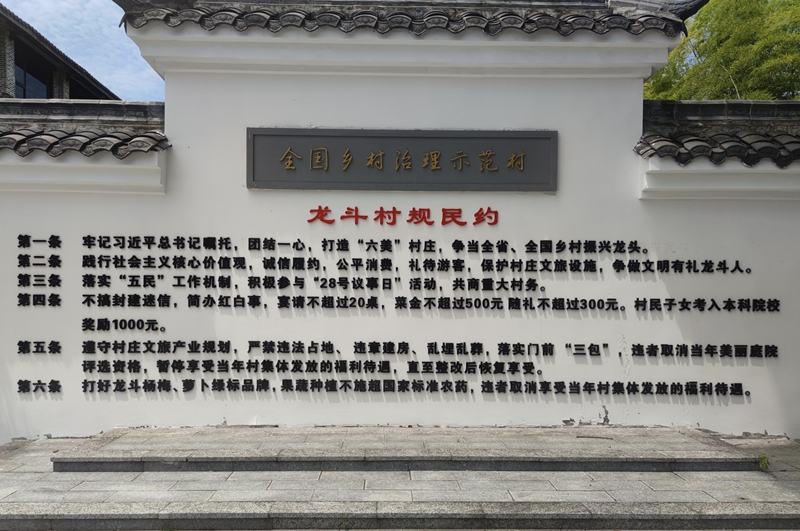 全国乡村治理示范村
龙斗村规民约
第一条 牢记习近平总书记嘱托，团结一心，打造“六美”村庄，争当全省、全国乡村振兴龙头。
第二条 践行社会主义核心价值观，诚信履约，公平消费，礼待游客，保护村庄文旅设施，争做文明有礼龙斗人。
第三条 落实“五民”工作机制，积极参与“28号议事日”活动，共商重大村务。
第四条 不搞封建迷信，简办红白事，宴请不超过20桌，菜金不超过500元 随礼不超过300元。村民子女考入本科院校
奖励1000元。
第五条 遵守村庄文旅产业规划，严禁违法占地、违章建房、乱埋乱葬，落实门前“三包”，违者取消当年美丽庭院
评选资格，暂停享受当年村集体发放的福利待遇，直至整改后恢复享受。
第六条 打好龙斗杨梅、萝卜绿标品牌，果蔬种植不施超国家标准农药，违者取消享受当年村集体发放的福利待遇。